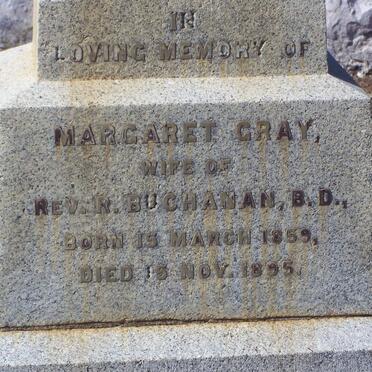 IN
LOVING MEMORY OF
MARGARET GRAY,
WIFE OF
REV. R. BUCHANAN, B.D.,
BORN 15 MARCH 1859,
DIED 15 NOV. 1895.